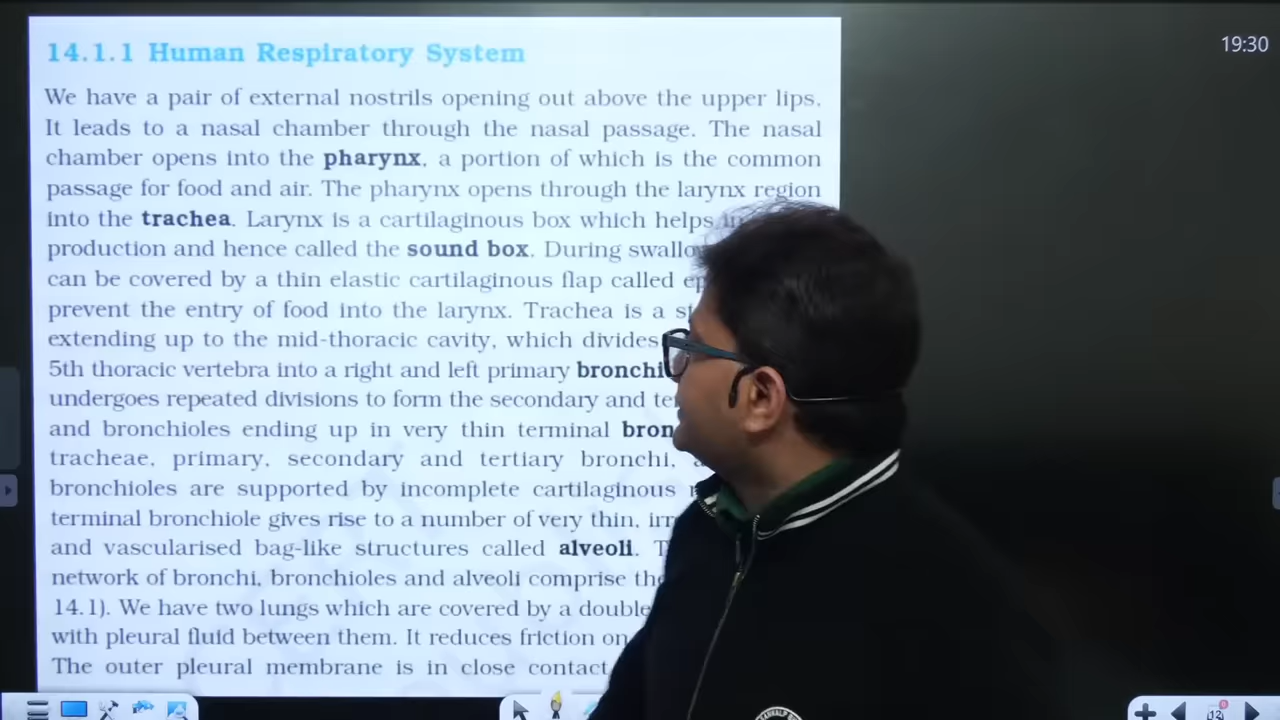 14.1.1 Human Respiratory System
19:30
We have a pair of external nostrils opening out above the upper lips.
It leads to a nasal chamber through the nasal passage. The nasal
chamber opens into the pharynx, a portion of which is the common
passage for food and air. The pharynx opens through the larynx region
into the trachea. Larynx is a cartilaginous box which helps in
production and hence called the sound box. During
can be covered by a thin elastic cartilaginous flap called
prevent the entry of food into the larynx. Trachea is a
extending up to the mid-thoracic cavity, which divides
5th thoracic vertebra into a right and left primary bronchi
undergoes repeated divisions to form the secondary and
and bronchioles ending up in very thin terminal
tracheae, primary, secondary and tertiary bronchi,
bronchioles are supported by incomplete cartilaginous
terminal bronchiole gives rise to a number of very thin,
and vascularised bag-like structures called alveoli.
network of bronchi, bronchioles and alveoli comprise
14.1). We have two lungs which are covered by a double
with pleural fluid between them. It reduces friction on
The outer pleural membrane is in close contact
12